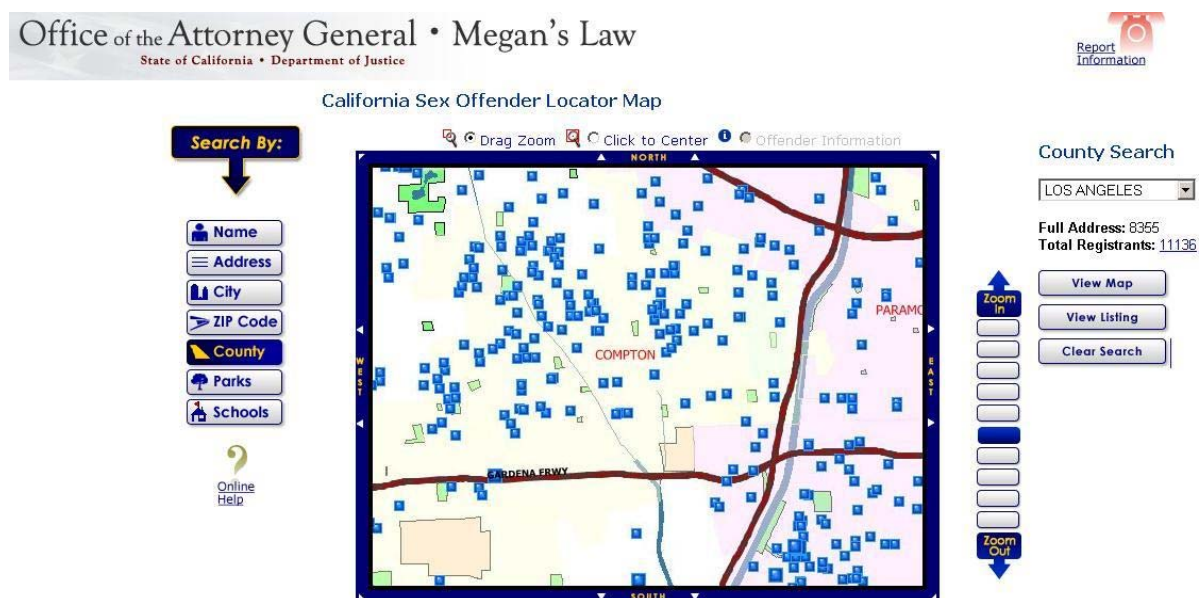 Office of the Attorney General • Megan's Law
State of California • Department of Justice
Report
Information
California Sex Offender Locator Map
Search By:
Drag Zoom Click to Center Offender Information
Name
Address
City
ZIP Code
County
Parks
Schools
Online
Help
NORTH
WEST
EAST
SOUTH
COMPTON
PARAMO
GARDENA FRWY
Zoom
In
Zoom
Out
County Search
LOS ANGELES
Full Address: 8355
Total Registrants: 11136
View Map
View Listing
Clear Search